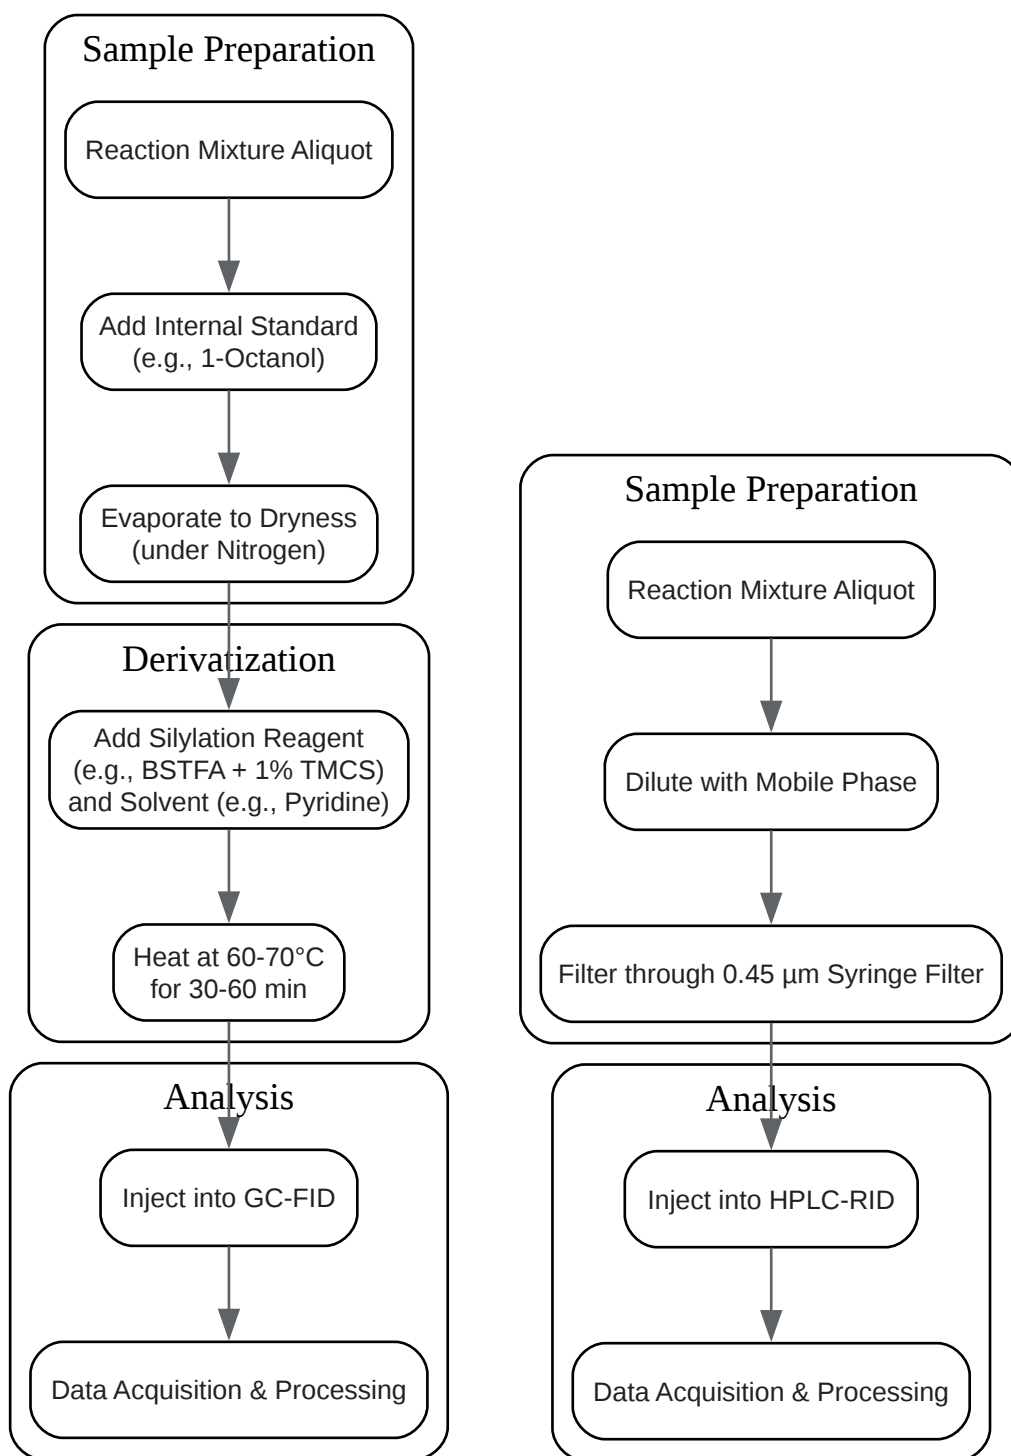 Sample Preparation
Reaction Mixture Aliquot
Add Internal Standard
(e.g., 1-Octanol)
Evaporate to Dryness
(under Nitrogen)
Derivatization
Add Silylation Reagent
(e.g., BSTFA + 1% TMCS)
and Solvent (e.g., Pyridine)
Heat at 60-70°C
for 30-60 min
Analysis
Inject into GC-FID
Data Acquisition & Processing
Sample Preparation
Reaction Mixture Aliquot
Dilute with Mobile Phase
Filter through 0.45 µm Syringe Filter
Analysis
Inject into HPLC-RID
Data Acquisition & Processing